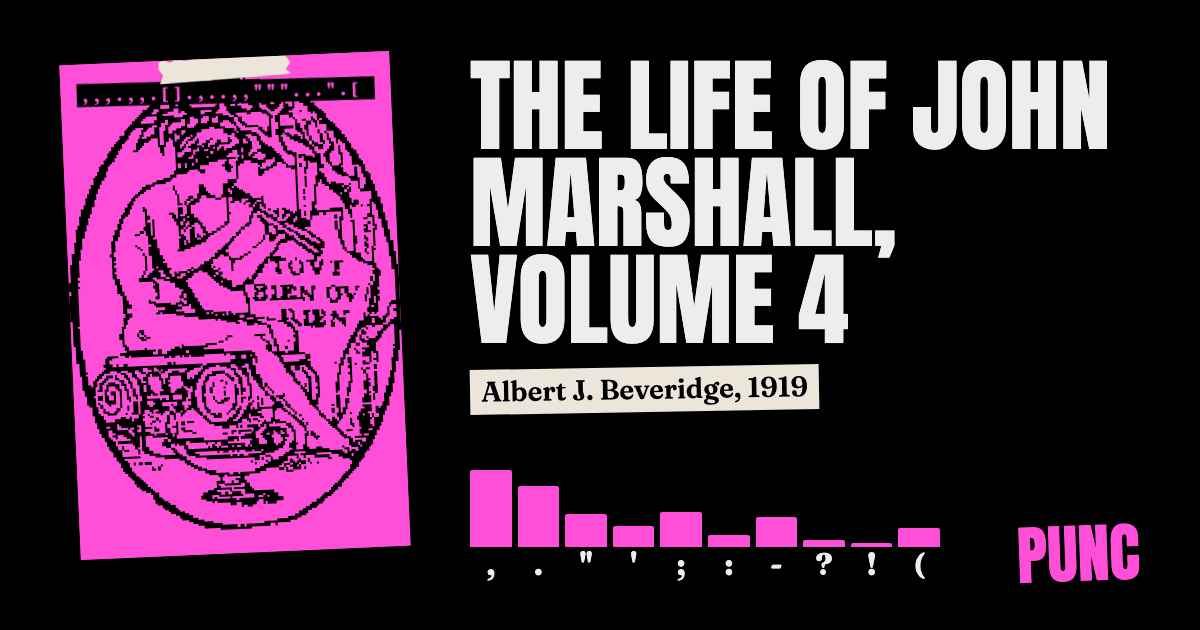 ,,,.,,.[].,..,,"""...".[
THE LIFE OF JOHN
MARSHALL,
VOLUME 4
Albert J. Beveridge, 1919
TOVT
BIEN OV
RIEN
, . " ' ; : - ? ! (
PUNC